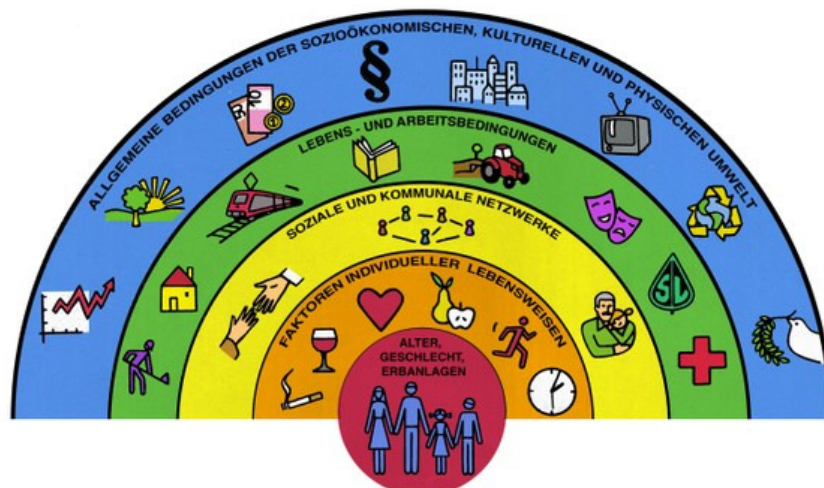 ALLGEMEINE BEDINGUNGEN DER SOZIOÖKONOMISCHEN, KULTURELLEN UND PHYSISCHEN UMWELT
§
LEBENS - UND ARBEITSBEDINGUNGEN
SOZIALE UND KOMMUNALE NETZWERKE
FAKTOREN INDIVIDUELLER LEBENSWEISEN
ALTER,
GESCHLECHT,
ERBANLAGEN